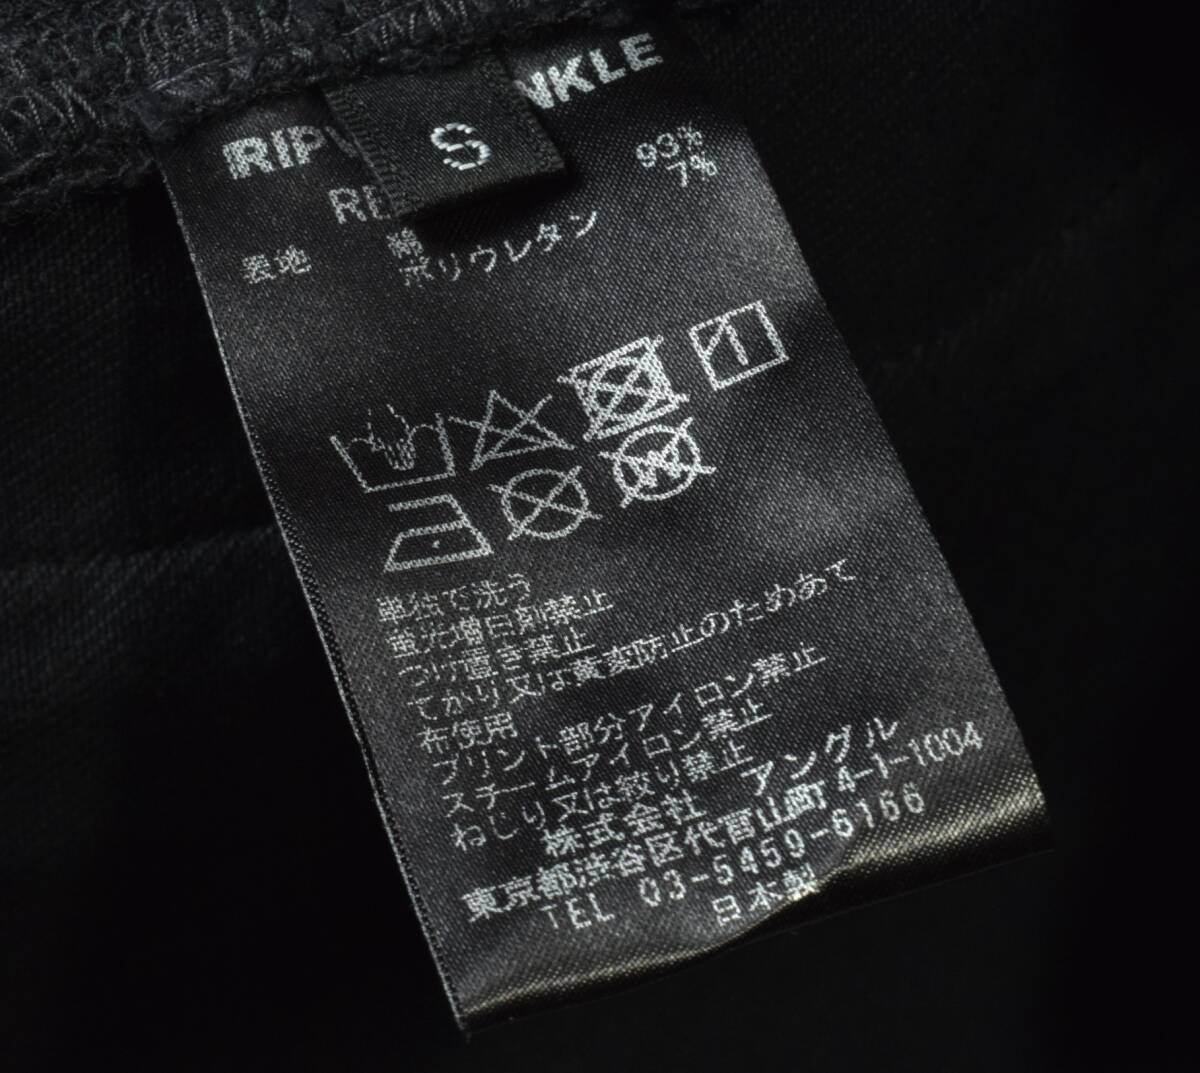 RIPV NKLE
S
RE
表地 綿 93%
ポリウレタン 7%
単独で洗う
蛍光増白剤禁止
つけ置き禁止
てかり又は黄変防止のためあて
布使用
プリント部分アイロン禁止
スチームアイロン禁止
ねじり又は絞り禁止
株式会社 アングル
東京都渋谷区代官山町4-1-1004
TEL 03-5459-6166
日本製